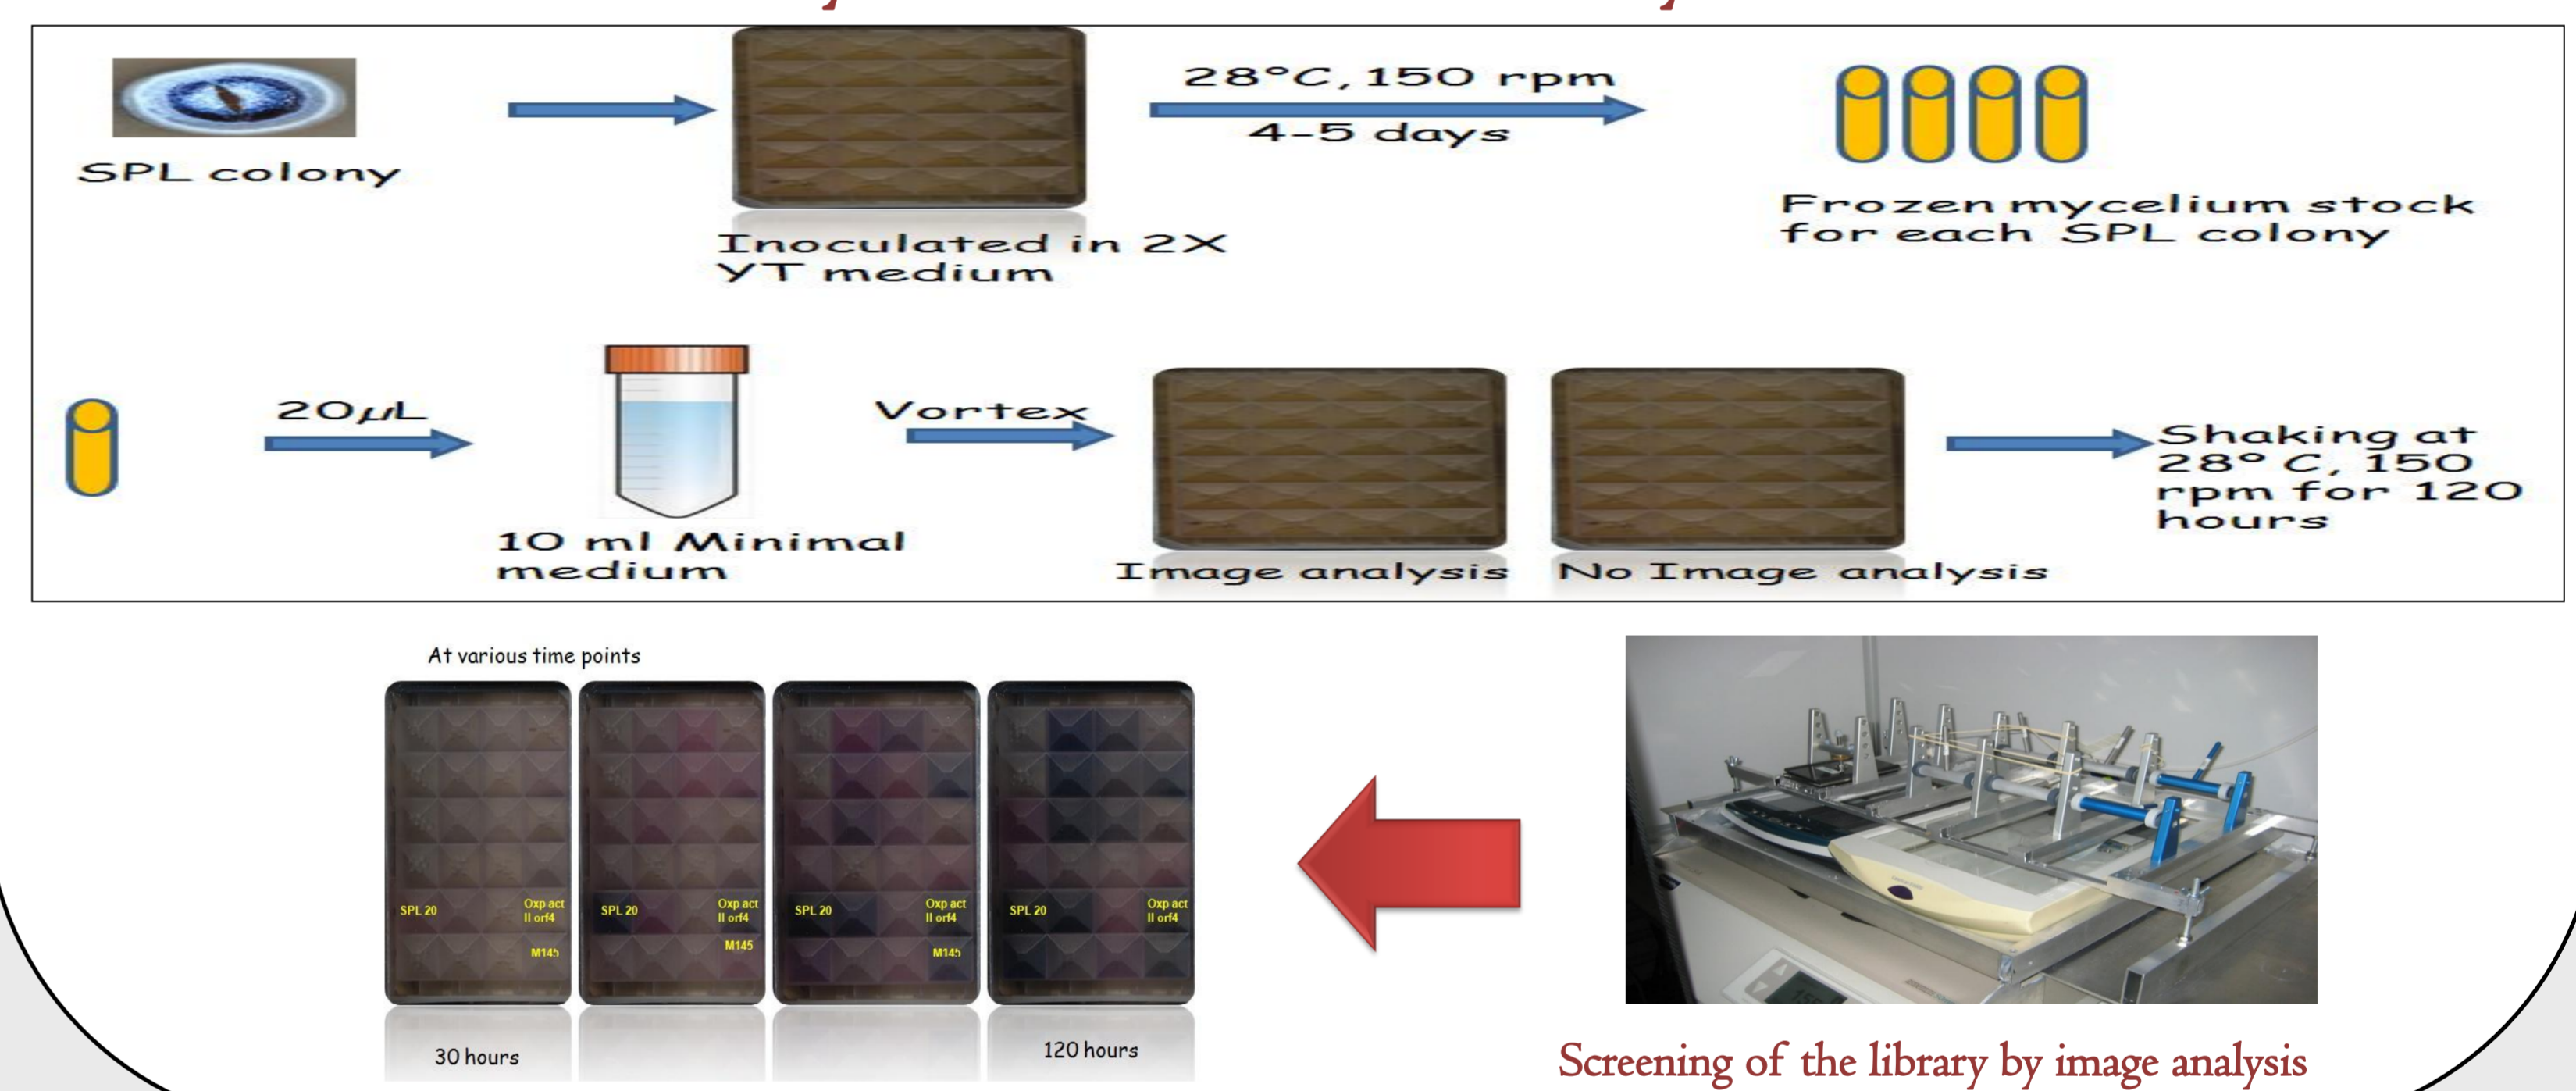 SPL colony
Inoculated in 2X
YT medium
28°C, 150 rpm
4-5 days
Frozen mycelium stock
for each SPL colony
20µL
10 ml Minimal
medium
Vortex
Image analysis
No Image analysis
Shaking at
28° C, 150
rpm for 120
hours
At various time points
SPL 20
Oxp act
II orf4
M145
SPL 20
Oxp act
II orf4
M145
SPL 20
Oxp act
II orf4
M145
SPL 20
Oxp act
II orf4
30 hours
120 hours
Screening of the library by image analysis